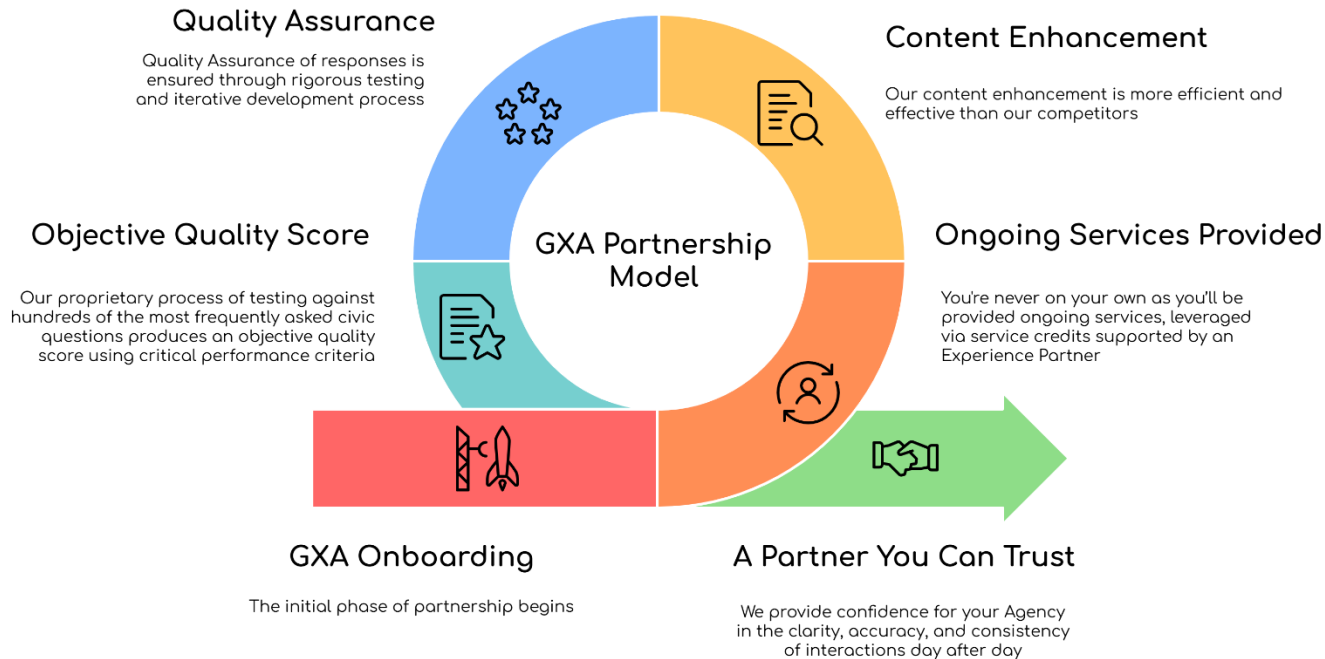 Quality Assurance
Quality Assurance of responses is
ensured through rigorous testing
and iterative development process
Content Enhancement
Our content enhancement is more efficient and
effective than our competitors
Objective Quality Score
Our proprietary process of testing against
hundreds of the most frequently asked civic
questions produces an objective quality
score using critical performance criteria
GXA Partnership
Model
Ongoing Services Provided
You're never on your own as you’ll be
provided ongoing services, leveraged
via service credits supported by an
Experience Partner
GXA Onboarding
The initial phase of partnership begins
A Partner You Can Trust
We provide confidence for your Agency
in the clarity, accuracy, and consistency
of interactions day after day